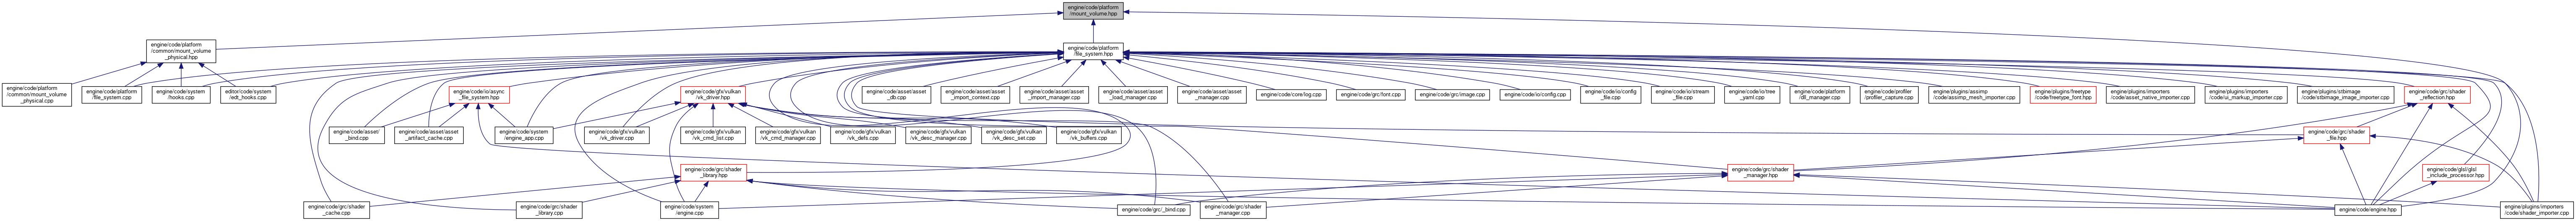 engine/code/platform
/mount_volume.hpp
engine/code/platform
/common/mount_volume
_physical.hpp
engine/code/platform
/file_system.hpp
engine/code/platform
/common/mount_volume
_physical.cpp
engine/code/platform
/file_system.cpp
engine/code/system
/hooks.cpp
editor/code/system
/edt_hooks.cpp
engine/code/io/async
_file_system.hpp
engine/code/gfx/vulkan
/vk_driver.hpp
engine/code/asset/asset
_db.cpp
engine/code/asset/asset
_import_context.cpp
engine/code/asset/asset
_import_manager.cpp
engine/code/asset/asset
_load_manager.cpp
engine/code/asset/asset
_manager.cpp
engine/code/core/log.cpp
engine/code/grc/font.cpp
engine/code/grc/image.cpp
engine/code/io/config.cpp
engine/code/io/config
_file.cpp
engine/code/io/stream
_file.cpp
engine/code/io/tree
_yaml.cpp
engine/code/platform
/dll_manager.cpp
engine/code/profiler
/profiler_capture.cpp
engine/plugins/assimp
/code/assimp_mesh_importer.cpp
engine/plugins/freetype
/code/freetype_font.hpp
engine/plugins/importers
/code/asset_native_importer.cpp
engine/plugins/importers
/code/ui_markup_importer.cpp
engine/plugins/stbimage
/code/stbimage_image_importer.cpp
engine/code/grc/shader
_reflection.hpp
engine/code/asset/
_bind.cpp
engine/code/asset/asset
_artifact_cache.cpp
engine/code/system
/engine_app.cpp
engine/code/gfx/vulkan
/vk_driver.cpp
engine/code/gfx/vulkan
/vk_cmd_list.cpp
engine/code/gfx/vulkan
/vk_cmd_manager.cpp
engine/code/gfx/vulkan
/vk_defs.cpp
engine/code/gfx/vulkan
/vk_desc_manager.cpp
engine/code/gfx/vulkan
/vk_desc_set.cpp
engine/code/gfx/vulkan
/vk_buffers.cpp
engine/code/grc/shader
_file.hpp
engine/code/grc/shader
_library.hpp
engine/code/grc/shader
_manager.hpp
engine/code/glsl/glsl
_include_processor.hpp
engine/code/grc/shader
_cache.cpp
engine/code/grc/shader
_library.cpp
engine/code/system
/engine.cpp
engine/code/grc/_bind.cpp
engine/code/grc/shader
_manager.cpp
engine/code/engine.hpp
engine/plugins/importers
/code/shader_importer.cpp